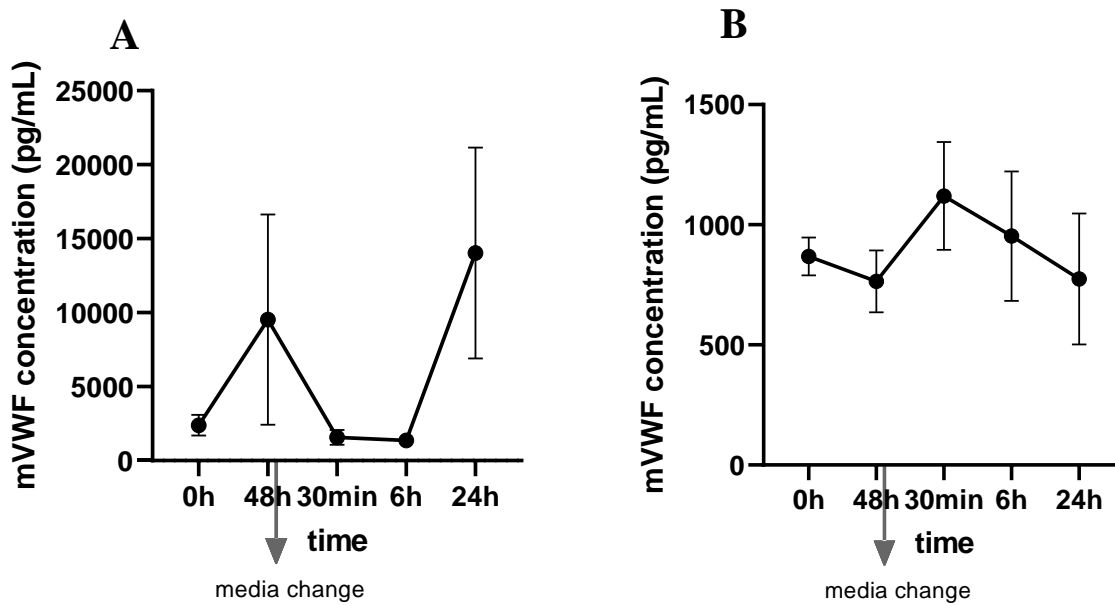 A
mVWF concentration (pg/mL)
25000
20000
15000
10000
5000
0
0h 48h 30min 6h 24h
time
media change
B
mVWF concentration (pg/mL)
1500
1000
500
0
0h 48h 30min 6h 24h
time
media change